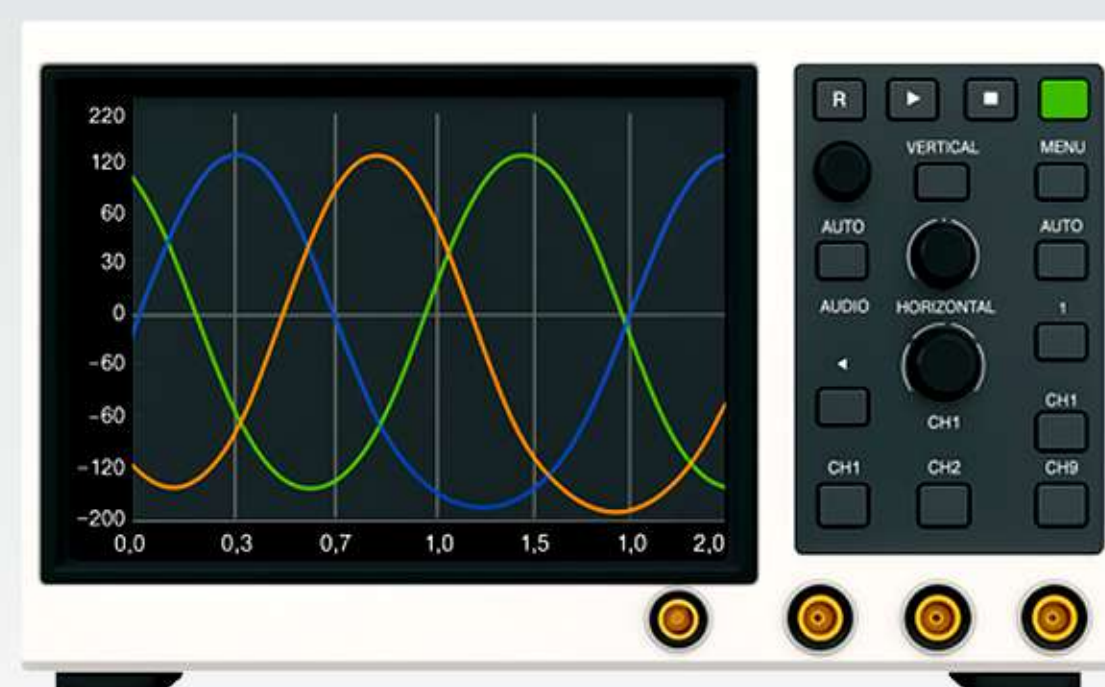 220
120
60
30
0
-60
-60
-120
-200
0,0 0,3 0,7 1,0 1,5 1,0 2,0
R
VERTICAL MENU
AUTO AUTO
AUDIO HORIZONTAL 1
CH1
CH1
CH1 CH2 CH9